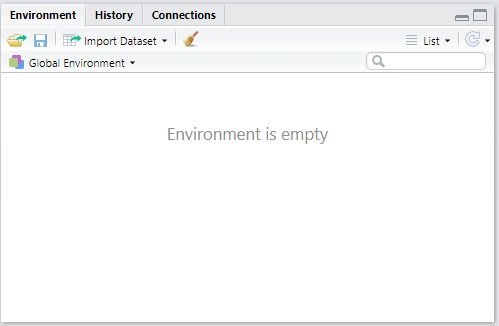 Environment History Connections
Import Dataset List
Global Environment
Environment is empty